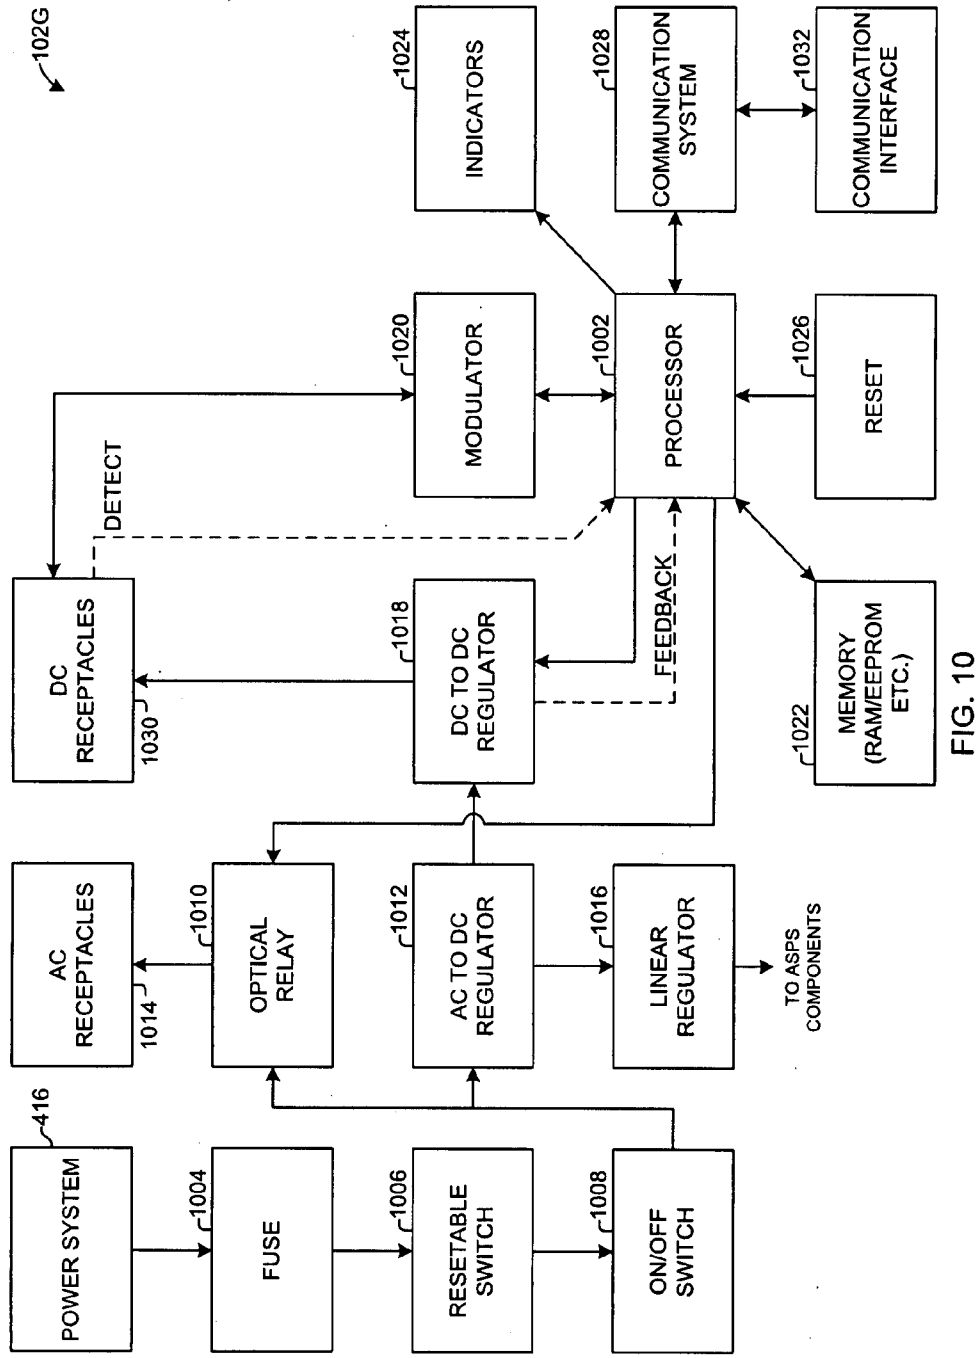 102G
POWER SYSTEM
416
AC
RECEPTACLES
1014
DC
RECEPTACLES
1030
DETECT
FUSE
1004
OPTICAL
RELAY
1010
RESETABLE
SWITCH
1006
AC TO DC
REGULATOR
1012
DC TO DC
REGULATOR
1018
MODULATOR
1020
INDICATORS
1024
ON/OFF
SWITCH
1008
LINEAR
REGULATOR
1016
FEEDBACK
PROCESSOR
1002
COMMUNICATION
SYSTEM
1028
TO ASPS
COMPONENTS
MEMORY
(RAM/EEPROM
ETC.)
1022
RESET
1026
COMMUNICATION
INTERFACE
1032
FIG. 10